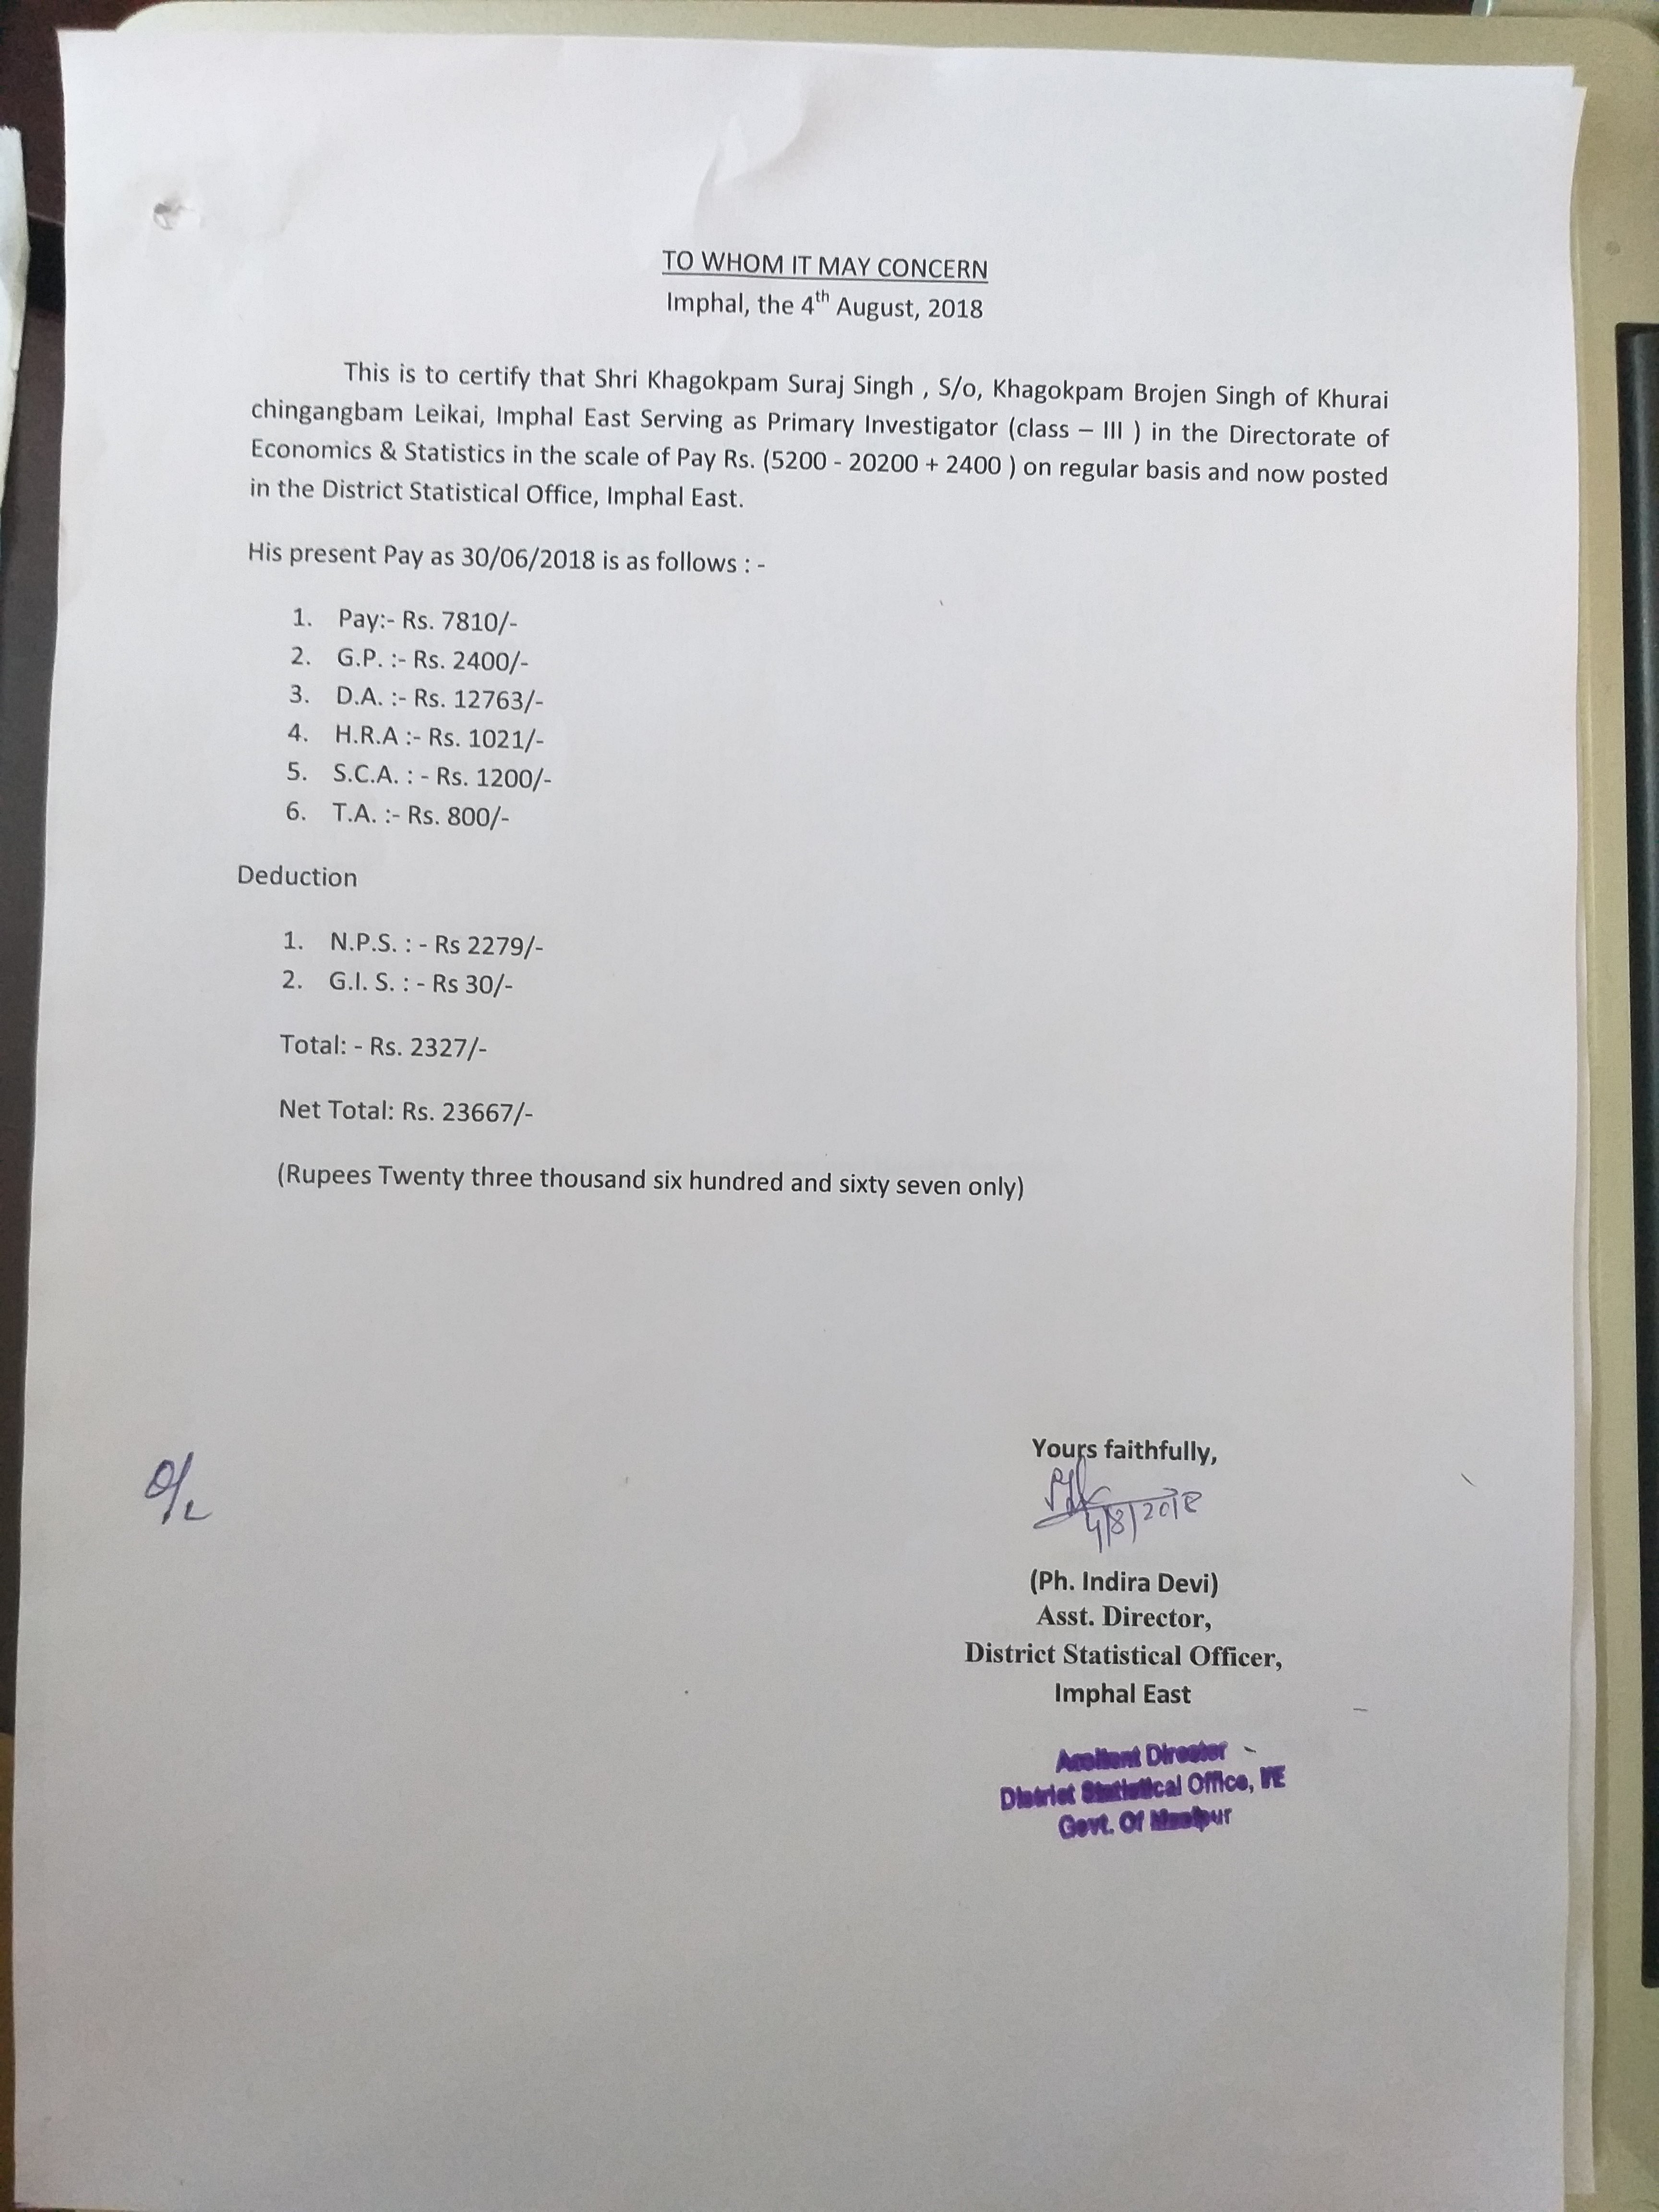 TO WHOM IT MAY CONCERN
Imphal, the 4th August, 2018
This is to certify that Shri Khagokpam Suraj Singh , S/o, Khagokpam Brojen Singh of Khurai
chingangbam Leikai, Imphal East Serving as Primary Investigator (class – III ) in the Directorate of
Economics & Statistics in the scale of Pay Rs. (5200 - 20200 + 2400 ) on regular basis and now posted
in the District Statistical Office, Imphal East.
His present Pay as 30/06/2018 is as follows : -
1. Pay:- Rs. 7810/-
2. G.P. :- Rs. 2400/-
3. D.A. :- Rs. 12763/-
4. H.R.A :- Rs. 1021/-
5. S.C.A. : - Rs. 1200/-
6. T.A. :- Rs. 800/-
Deduction
1. N.P.S. : - Rs 2279/-
2. G.I. S. : - Rs 30/-
Total: - Rs. 2327/-
Net Total: Rs. 23667/-
(Rupees Twenty three thousand six hundred and sixty seven only)
Yours faithfully,
4/8/2018
(Ph. Indira Devi)
Asst. Director,
District Statistical Officer,
Imphal East
Assistant Director
District Statistical Office, I/E
Govt. Of Manipur